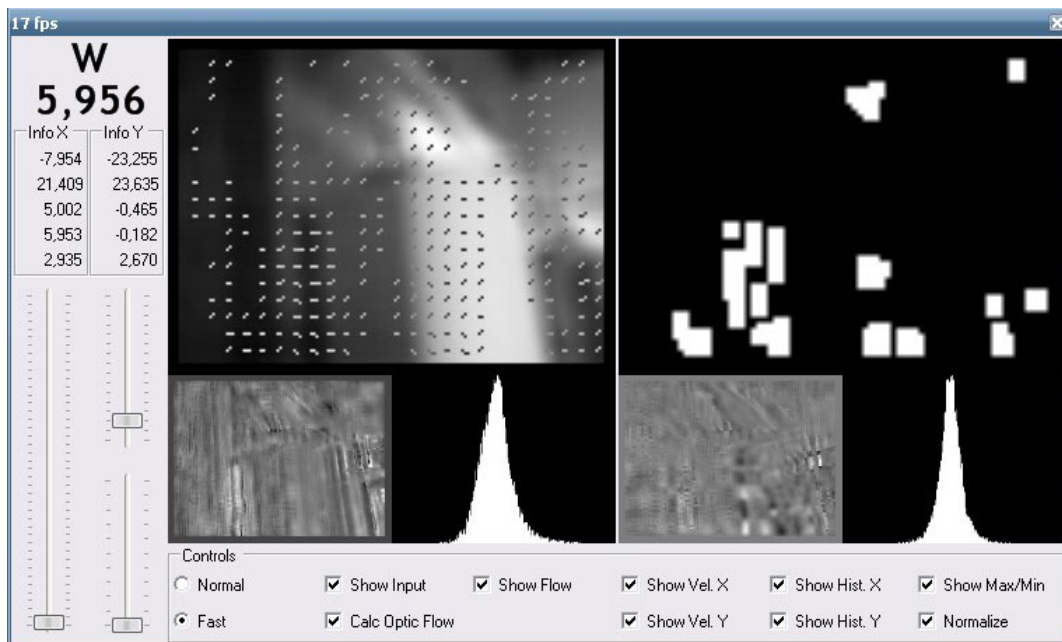 17 fps
W
5,956
Info X Info Y
-7,954 -23,255
21,409 23,635
5,002 -0,465
5,953 -0,182
2,935 2,670
Controls
Normal Show Input Show Flow Show Vel. X Show Hist. X Show Max/Min
Fast Calc Optic Flow Show Vel. Y Show Hist. Y Normalize